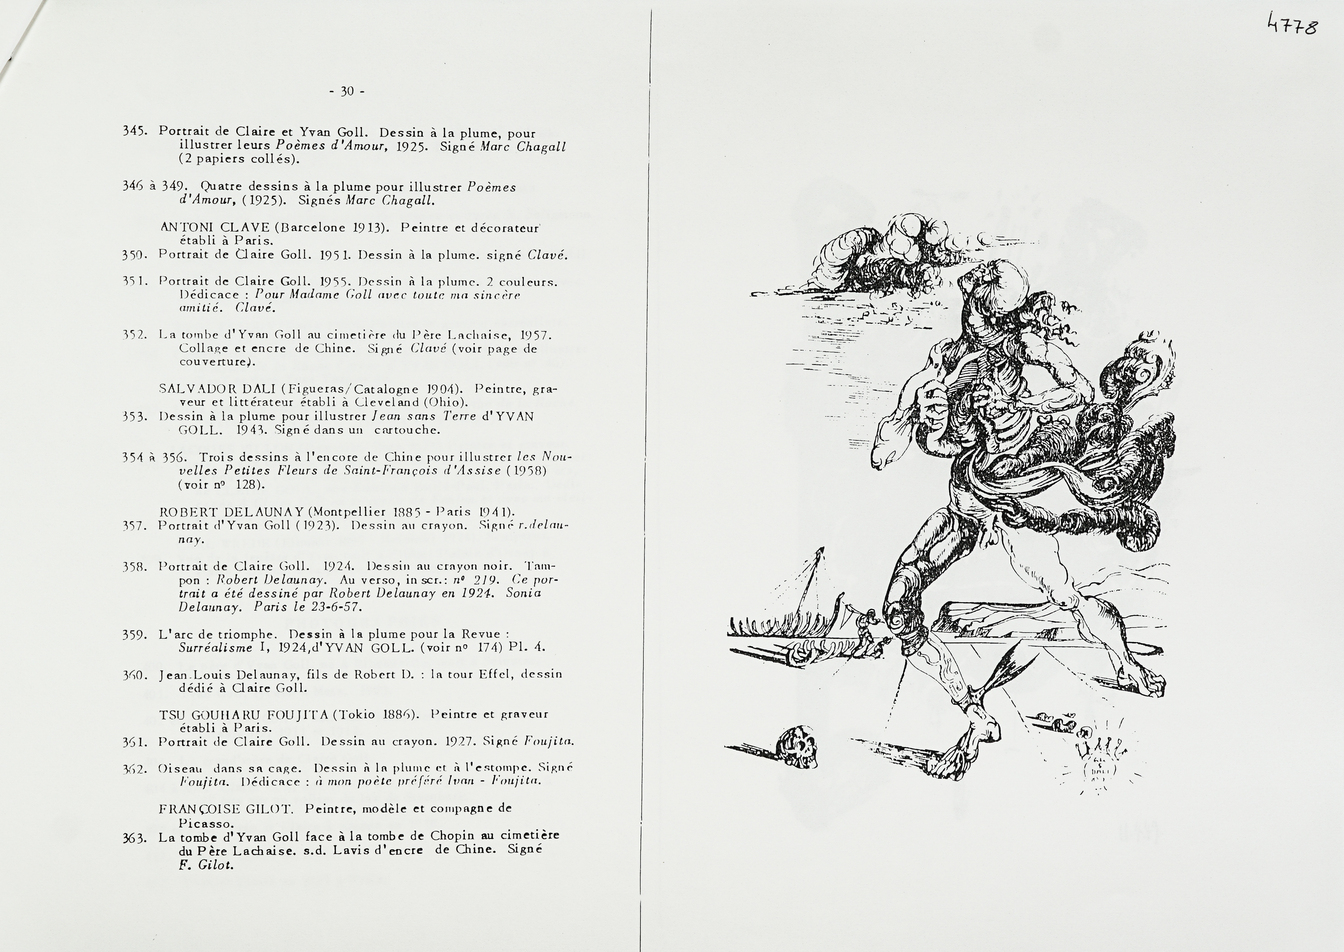 4778
- 30 -
345. Portrait de Claire et Yvan Goll. Dessin à la plume, pour
illustrer leurs Poèmes d'Amour, 1925. Signé Marc Chagall
(2 papiers collés).
346 à 349. Quatre dessins à la plume pour illustrer Poèmes
d'Amour, (1925). Signés Marc Chagall.
ANTONI CLAVE (Barcelone 1913). Peintre et décorateur
établi à Paris.
350. Portrait de Claire Goll. 1951. Dessin à la plume. signé Clavé.
351. Portrait de Claire Goll. 1955. Dessin à la plume. 2 couleurs.
Dédicace : Pour Madame Goll avec toute ma sincère
amitié. Clavé.
352. La tombe d'Yvan Goll au cimetière du Père Lachaise, 1957.
Collage et encre de Chine. Signé Clavé (voir page de
couverture).
SALVADOR DALI (Figueras/Catalogne 1904). Peintre, gra-
veur et littérateur établi à Cleveland (Ohio).
353. Dessin à la plume pour illustrer Jean sans Terre d'YVAN
GOLL. 1943. Signé dans un cartouche.
354 à 356. Trois dessins à l'encore de Chine pour illustrer les Nou-
velles Petites Fleurs de Saint-François d'Assise (1958)
(voir nº 128).
ROBERT DELAUNAY (Montpellier 1885 - Paris 1941).
357. Portrait d'Yvan Goll (1923). Dessin au crayon. Signé r.delau-
nay.
358. Portrait de Claire Goll. 1924. Dessin au crayon noir. Tam-
pon : Robert Delaunay. Au verso, inscr.: nº 219. Ce por-
trait a été dessiné par Robert Delaunay en 1924. Sonia
Delaunay. Paris le 23-6-57.
359. L'arc de triomphe. Dessin à la plume pour la Revue :
Surréalisme I, 1924,d'YVAN GOLL. (voir nº 174) Pl. 4.
360. Jean-Louis Delaunay, fils de Robert D. : la tour Effel, dessin
dédié à Claire Goll.
TSU GOUHARU FOUJITA (Tokio 1886). Peintre et graveur
établi à Paris.
361. Portrait de Claire Goll. Dessin au crayon. 1927. Signé Foujita.
362. Oiseau dans sa cage. Dessin à la plume et à l'estompe. Signé
Foujita. Dédicace : à mon poète préféré Ivan - Foujita.
FRANÇOISE GILOT. Peintre, modèle et compagne de
Picasso.
363. La tombe d'Yvan Goll face à la tombe de Chopin au cimetière
du Père Lachaise. s.d. Lavis d'encre de Chine. Signé
F. Gilot.